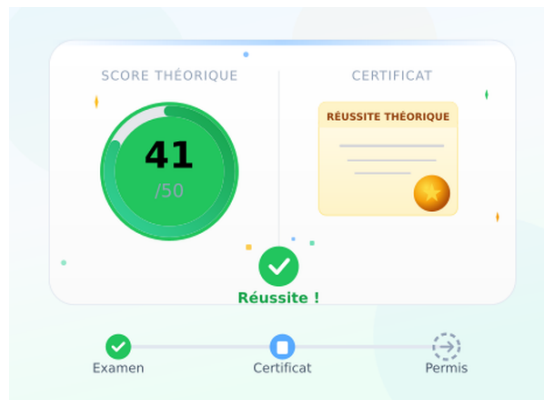 SCORE THÉORIQUE
CERTIFICAT
RÉUSSITE THÉORIQUE
41
/50
Réussite !
Examen
Certificat
Permis